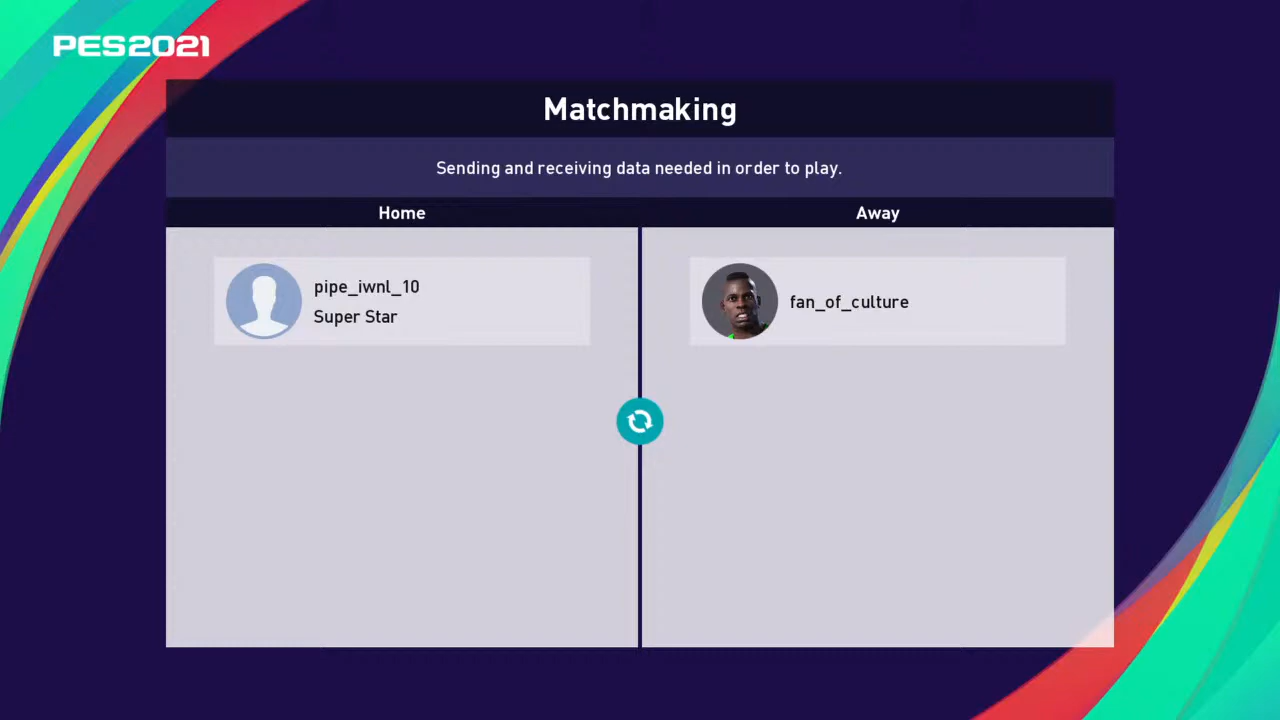 PES2021
Matchmaking
Sending and receiving data needed in order to play.
Home
Away
pipe_iwnl_10
Super Star
fan_of_culture